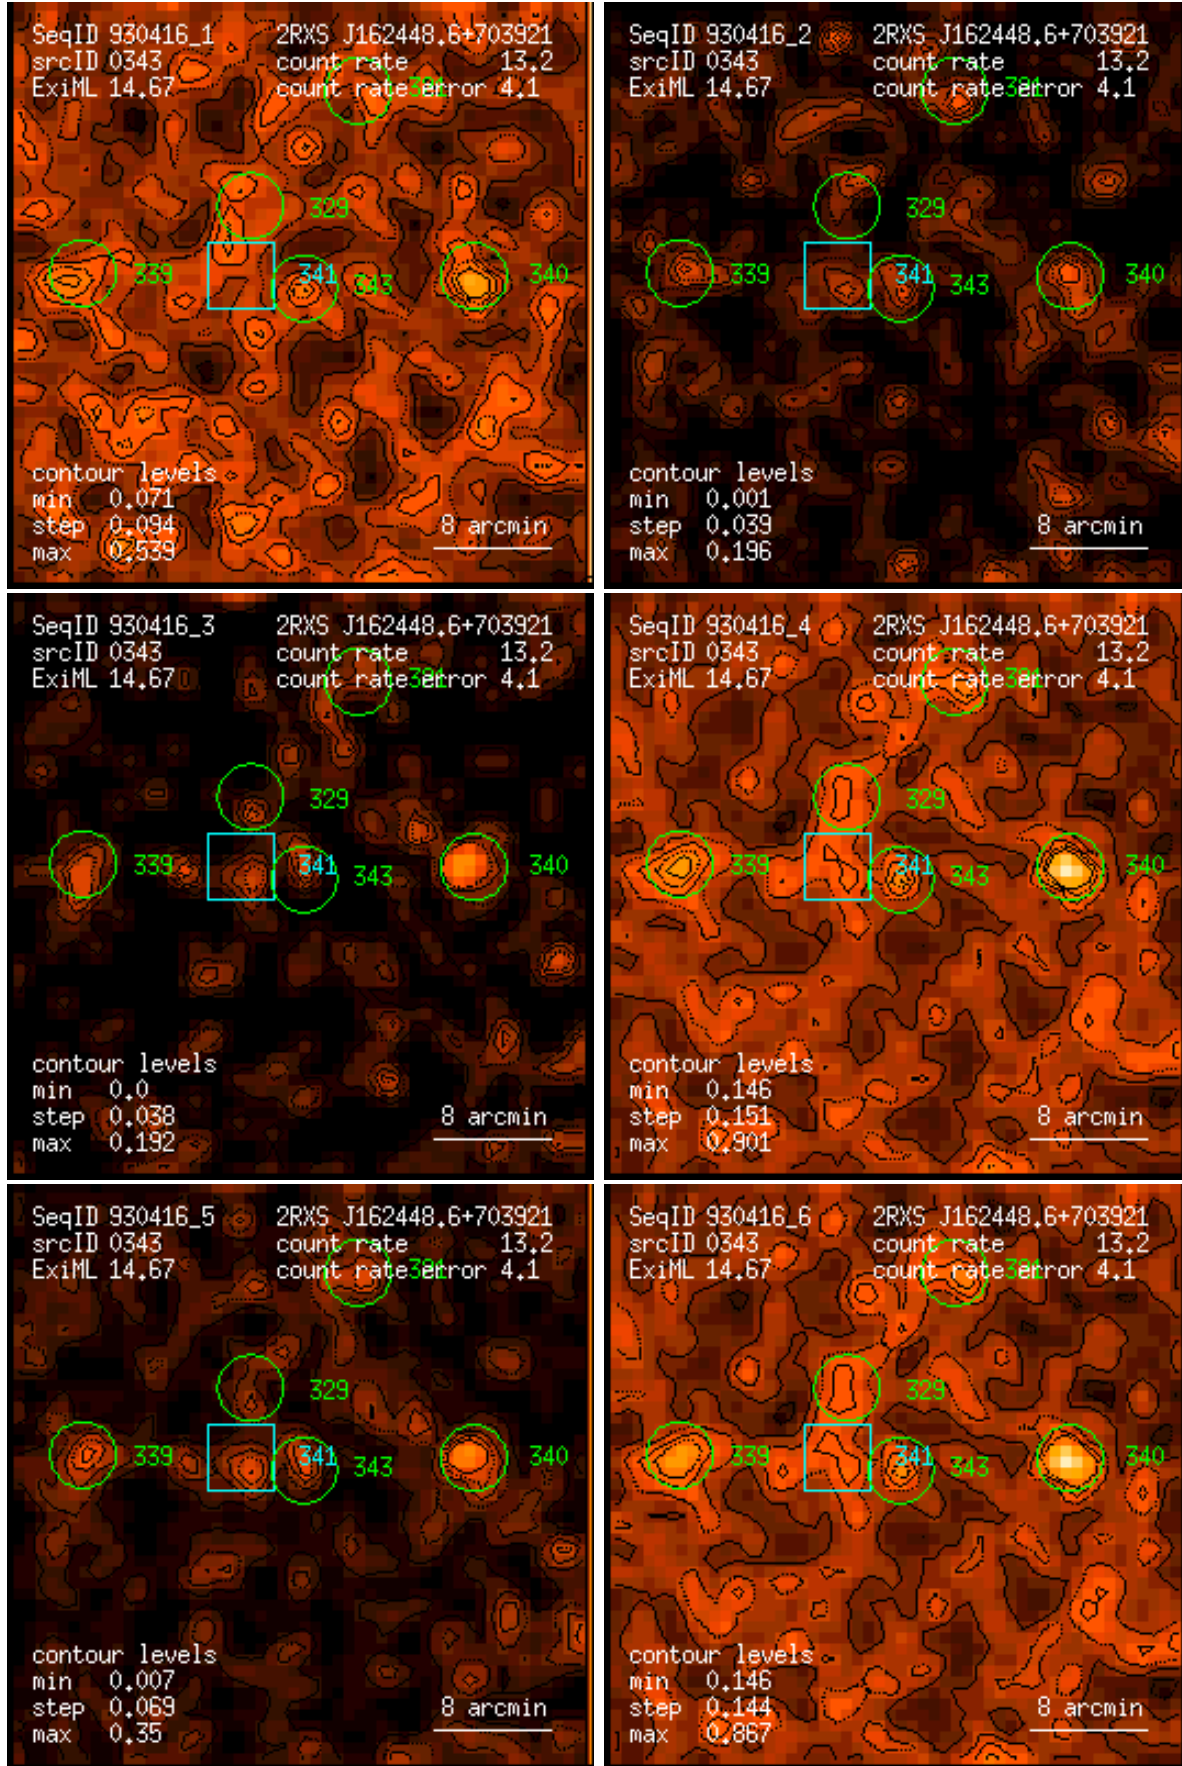 SeqID 930416_1 2RXS J162448.6+703921
srcID 0343 count rate 13.2
ExiML 14.67 count rate error 4.1
329
339 341 343 340
contour levels
min 0.071
step 0.094 8 arcmin
max 0.539
SeqID 930416_2 2RXS J162448.6+703921
srcID 0343 count rate 13.2
ExiML 14.67 count rate error 4.1
329
339 341 343 340
contour levels
min 0.001
step 0.039 8 arcmin
max 0.196
SeqID 930416_3 2RXS J162448.6+703921
srcID 0343 count rate 13.2
ExiML 14.67 count rate error 4.1
329
339 341 343 340
contour levels
min 0.0
step 0.038 8 arcmin
max 0.192
SeqID 930416_4 2RXS J162448.6+703921
srcID 0343 count rate 13.2
ExiML 14.67 count rate error 4.1
329
339 341 343 340
contour levels
min 0.146
step 0.151 8 arcmin
max 0.901
SeqID 930416_5 2RXS J162448.6+703921
srcID 0343 count rate 13.2
ExiML 14.67 count rate error 4.1
329
339 341 343 340
contour levels
min 0.007
step 0.069 8 arcmin
max 0.35
SeqID 930416_6 2RXS J162448.6+703921
srcID 0343 count rate 13.2
ExiML 14.67 count rate error 4.1
329
339 341 343 340
contour levels
min 0.146
step 0.144 8 arcmin
max 0.867